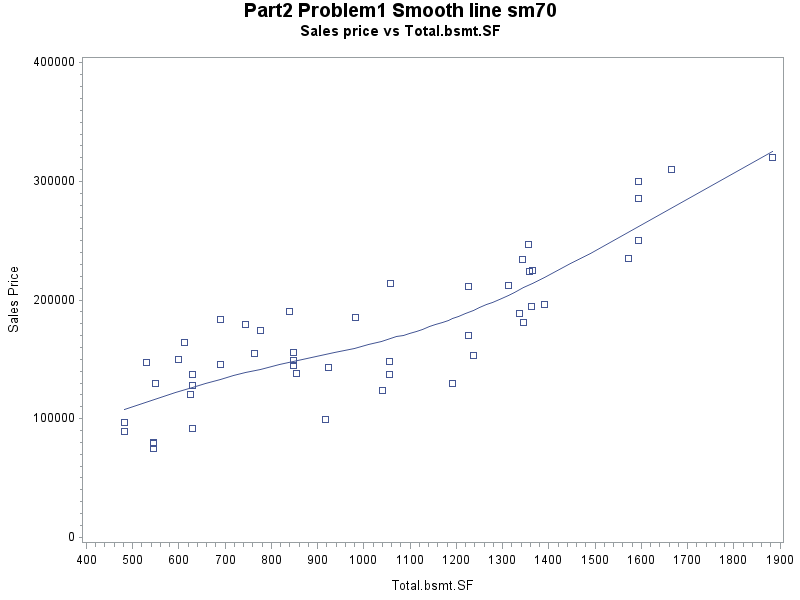 Part2 Problem1 Smooth line sm70
Sales price vs Total.bsmt.SF
400000
300000
200000
100000
0
Sales Price
400 500 600 700 800 900 1000 1100 1200 1300 1400 1500 1600 1700 1800 1900
Total.bsmt.SF